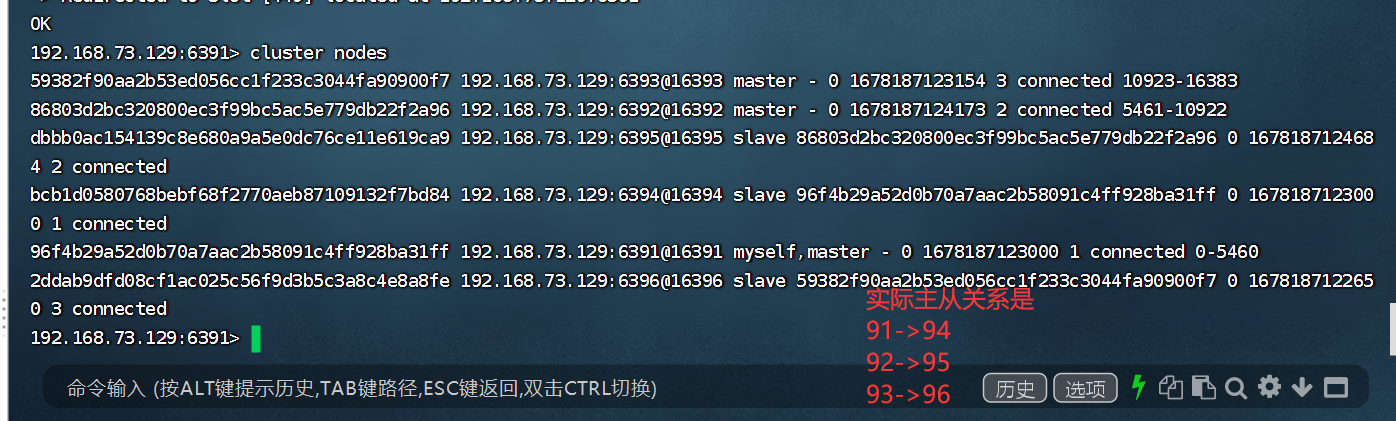 OK
192.168.73.129:6391> cluster nodes
59382f90aa2b53ed056cc1f233c3044fa90900f7 192.168.73.129:6393@16393 master - 0 1678187123154 3 connected 10923-16383
86803d2bc320800ec3f99bc5ac5e779db22f2a96 192.168.73.129:6392@16392 master - 0 1678187124173 2 connected 5461-10922
dbbb0ac154139c8e680a9a5e0dc76ce11e619ca9 192.168.73.129:6395@16395 slave 86803d2bc320800ec3f99bc5ac5e779db22f2a96 0 167818712468
4 2 connected
bcb1d0580768bebf68f2770aeb87109132f7bd84 192.168.73.129:6394@16394 slave 96f4b29a52d0b70a7aac2b58091c4ff928ba31ff 0 167818712300
0 1 connected
96f4b29a52d0b70a7aac2b58091c4ff928ba31ff 192.168.73.129:6391@16391 myself,master - 0 1678187123000 1 connected 0-5460
2ddab9dfd08cf1ac025c56f9d3b5c3a8c4e8a8fe 192.168.73.129:6396@16396 slave 59382f90aa2b53ed056cc1f233c3044fa90900f7 0 167818712265
0 3 connected
192.168.73.129:6391>
实际主从关系是
91->94
92->95
93->96
命令输入 (按ALT键提示历史,TAB键路径,ESC键返回,双击CTRL切换)
历史 选项